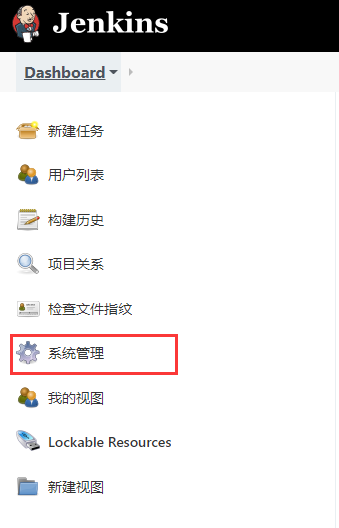 Jenkins
Dashboard
新建任务
用户列表
构建历史
项目关系
检查文件指纹
系统管理
我的视图
Lockable Resources
新建视图